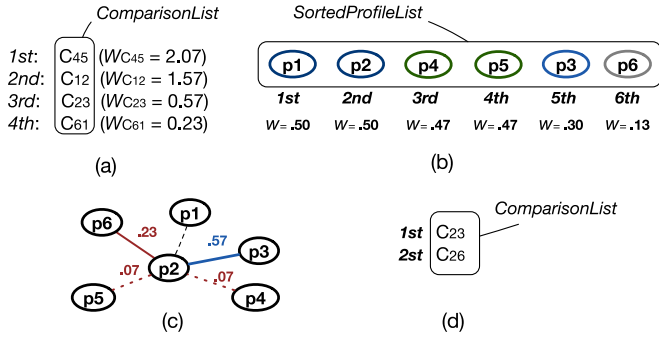 ComparisonList
1st: C45 (WC45 = 2.07)
2nd: C12 (WC12 = 1.57)
3rd: C23 (WC23 = 0.57)
4th: C61 (WC61 = 0.23)
(a)
SortedProfileList
p1 p2 p4 p5 p3 p6
1st 2nd 3rd 4th 5th 6th
W= .50 W= .50 W= .47 W= .47 W= .30 W= .13
(b)
p6 p1
.23 .57
p2 p3
.07 .07
p5 p4
(c)
ComparisonList
1st C23
2st C26
(d)